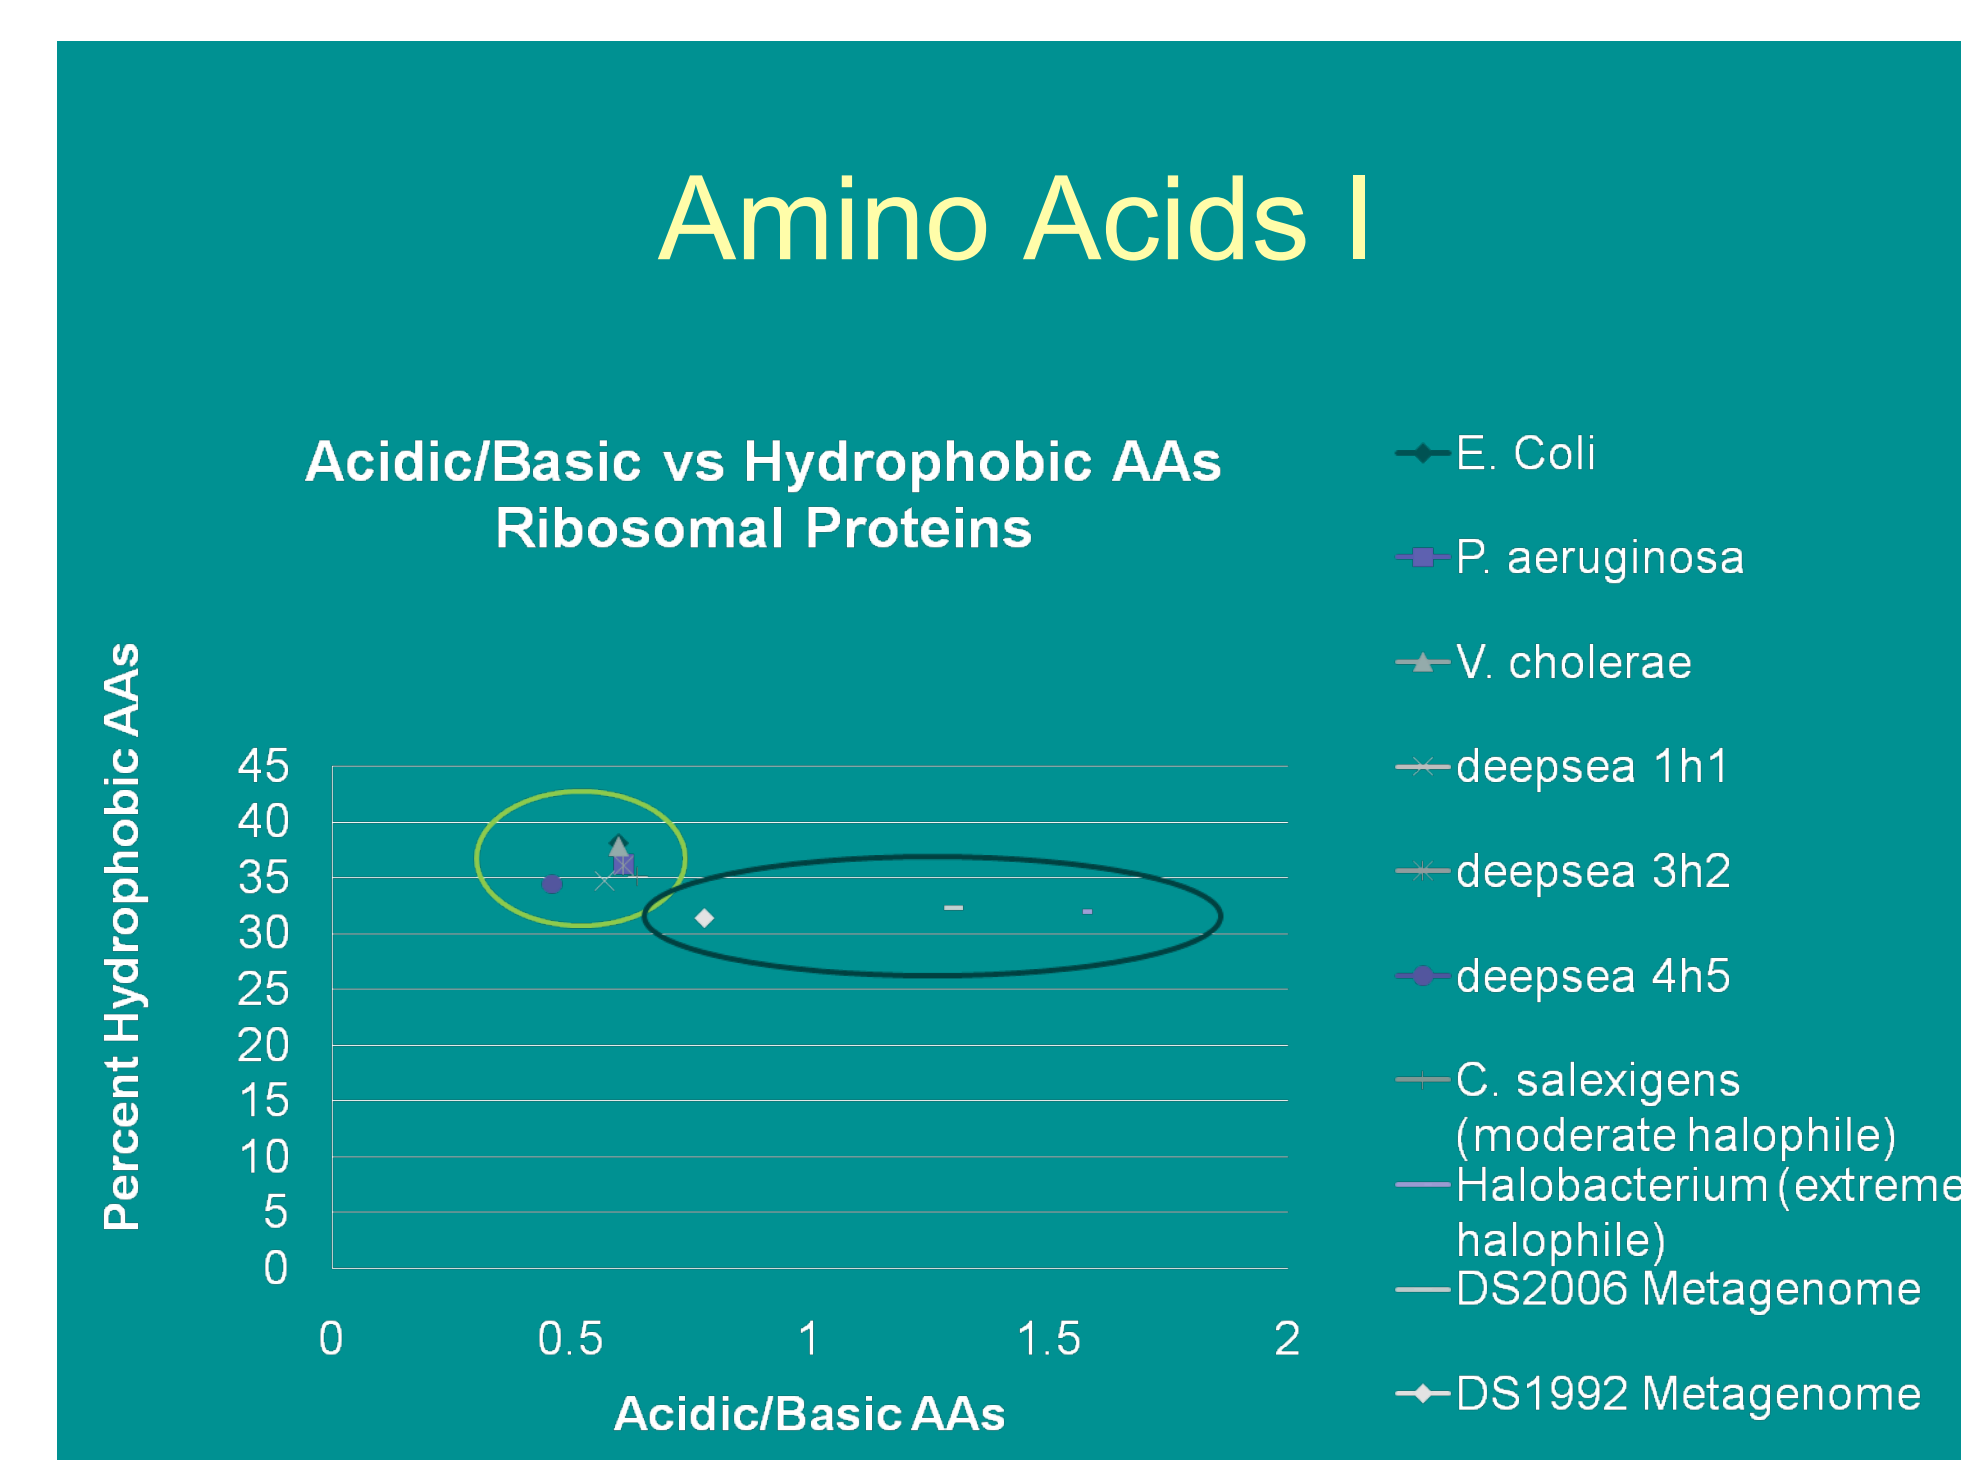 Amino Acids I
Acidic/Basic vs Hydrophobic AAs
Ribosomal Proteins
Percent Hydrophobic AAs
45
40
35
30
25
20
15
10
5
0
0 0.5 1 1.5 2
Acidic/Basic AAs
E. Coli
P. aeruginosa
V. cholerae
deepsea 1h1
deepsea 3h2
deepsea 4h5
C. salexigens
(moderate halophile)
Halobacterium (extreme
halophile)
DS2006 Metagenome
DS1992 Metagenome